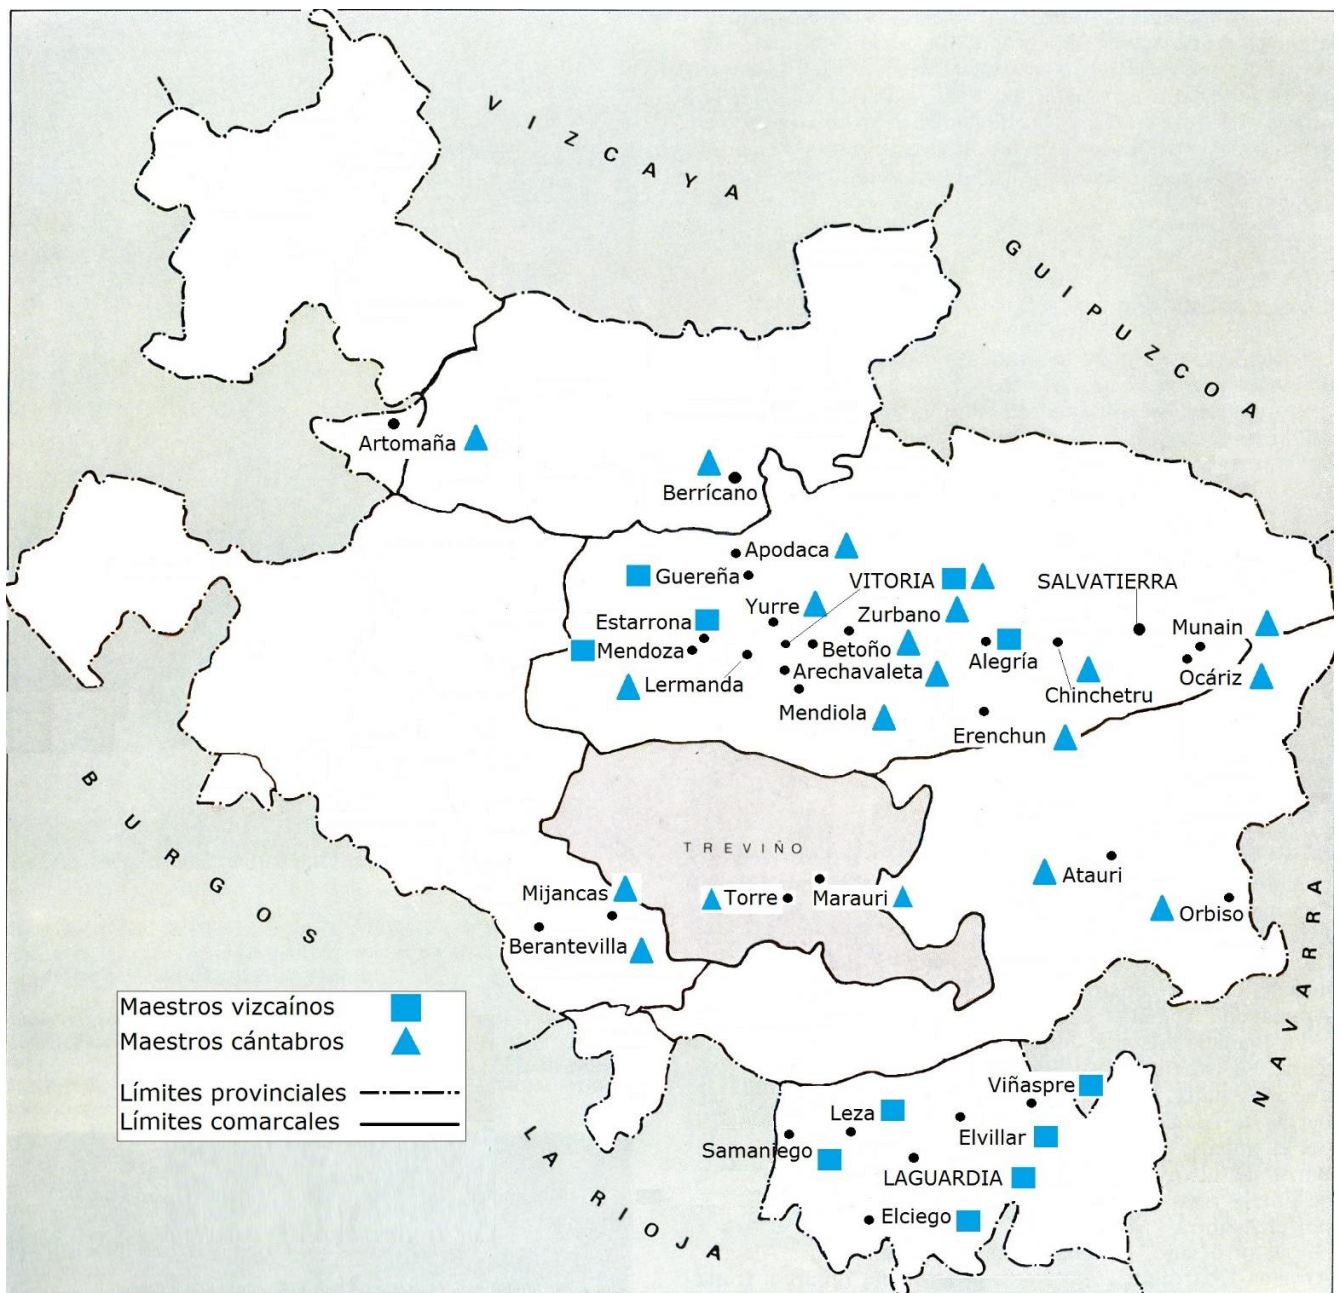 VIZCAYA
GUIPUZCOA
Artomaña
Berrícano
Apodaca
Guereña
VITORIA
SALVATIERRA
Yurre
Zurbano
Estarrona
Munain
Mendoza
Betoño
Alegría
Lermanda
Arechavaleta
Chinchetru
Ocáriz
Mendiola
Erenchun
BURGOS
TREVIÑO
Atauri
Mijancas
Torre
Marauri
Orbiso
NAVARRA
Berantevilla
Maestros vizcaínos
Maestros cántabros
Límites provinciales
Límites comarcales
Viñaspre
Leza
Elvillar
Samaniego
LAGUARDIA
LA RIOJA
Elciego